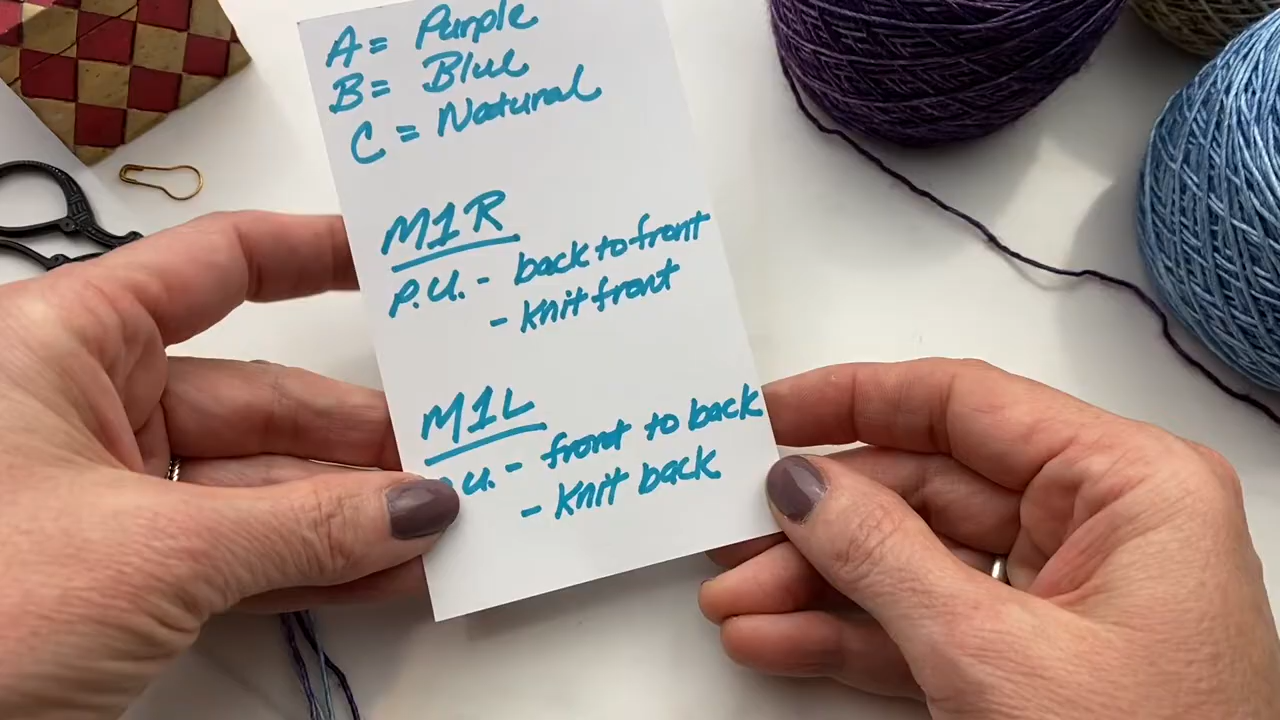 A = Purple
B = Blue
C = Natural
M1R
P.U. - back to front
- Knit front
M1L
U. - front to back
- Knit back